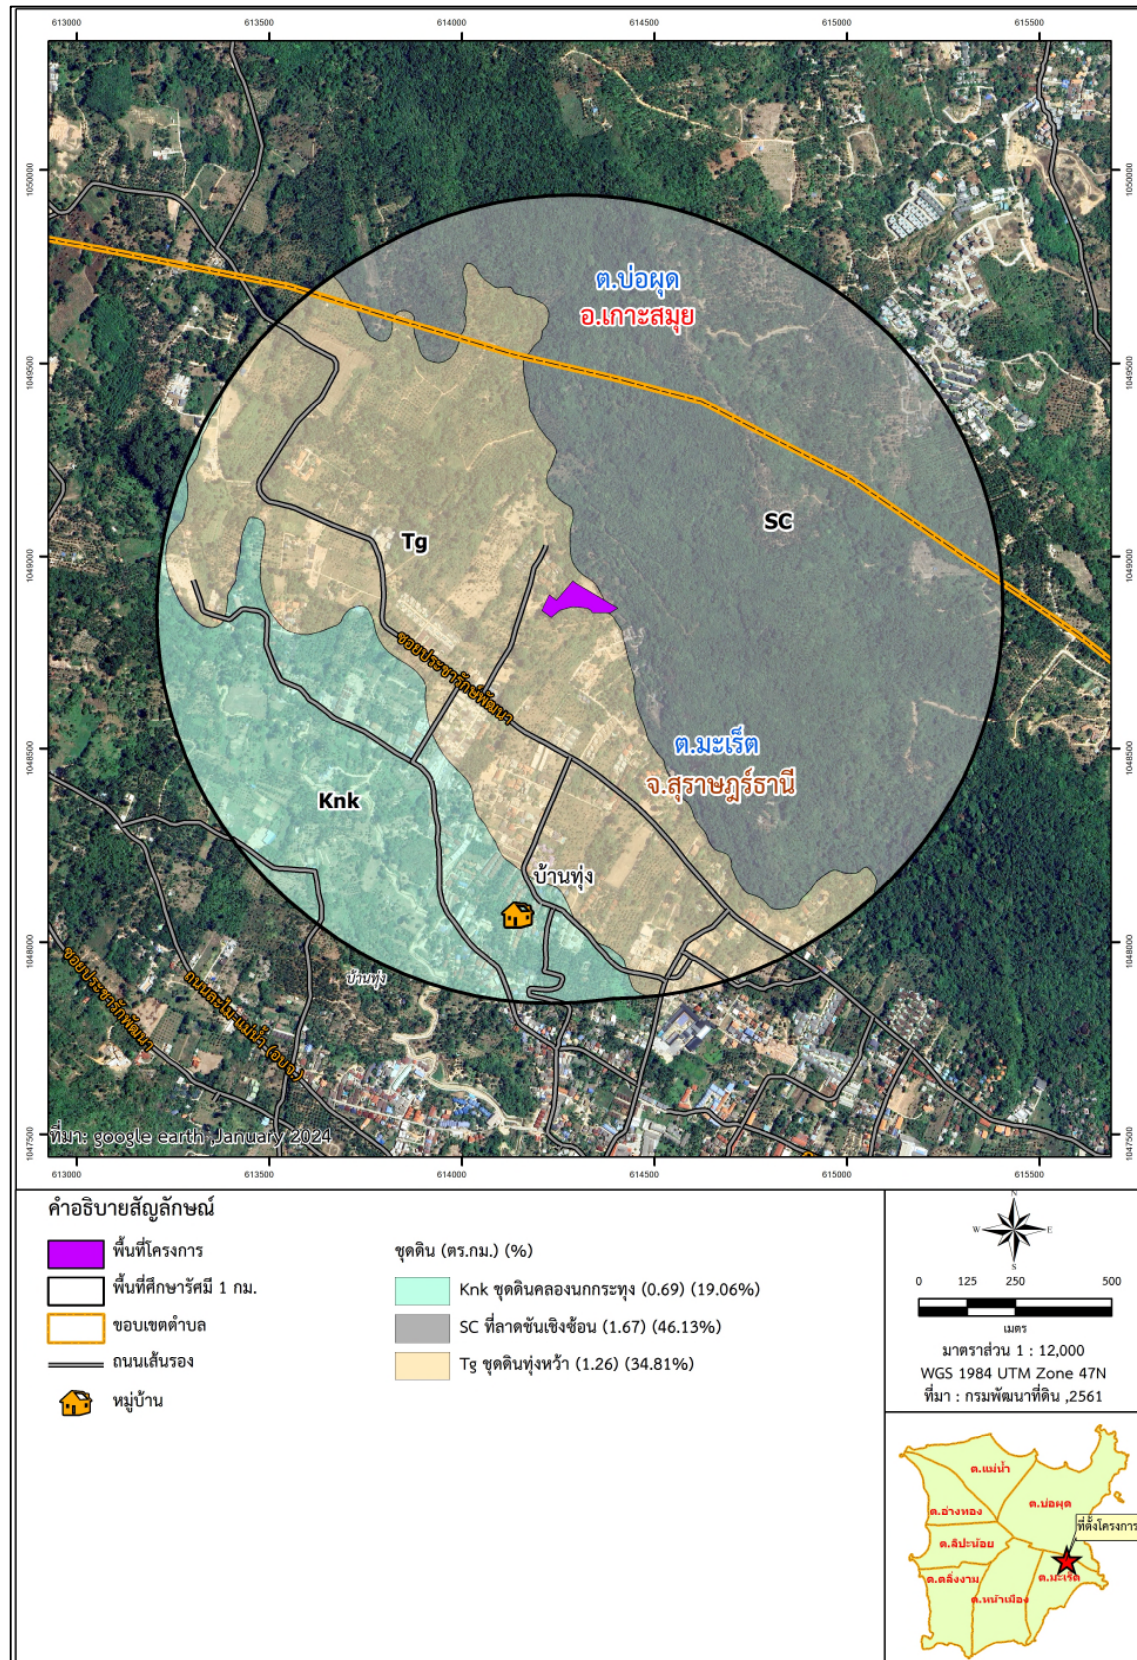 613000 613500 614000 614500 615000 615500
1050000 1050000
ต.บ่อผุด
อ.เกาะสมุย
1049500 1049500
SC
Tg
1049000 1049000
ซอยประชารักษ์พัฒนา
ต.มะเร็ต
1048500 1048500
จ.สุราษฎร์ธานี
Knk
บ้านทุ่ง
1048000 1048000
บ้านทุ่ง
ซอยประชารักพัฒนา
ถนนละไม-แม่น้ำ (อบจ.)
ที่มา: google earth ,January 2024
1047500 1047500
613000 613500 614000 614500 615000 615500
คำอธิบายสัญลักษณ์
พื้นที่โครงการ
พื้นที่ศึกษารัศมี 1 กม.
ขอบเขตตำบล
ถนนเส้นรอง
หมู่บ้าน
ชุดดิน (ตร.กม.) (%)
Knk ชุดดินคลองนกกระทุง (0.69) (19.06%)
SC ที่ลาดชันเชิงซ้อน (1.67) (46.13%)
Tg ชุดดินทุ่งหว้า (1.26) (34.81%)
N
W E
S
0 125 250 500
เมตร
มาตราส่วน 1 : 12,000
WGS 1984 UTM Zone 47N
ที่มา : กรมพัฒนาที่ดิน ,2561
ต.แม่น้ำ
ต.บ่อผุด
ต.อ่างทอง
ที่ตั้งโครงการ
ต.ลิปะน้อย
ต.มะเร็ต
ต.ตลิ่งงาม
ต.หน้าเมือง